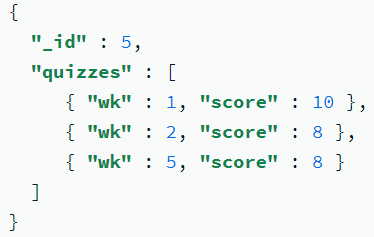 {
  "_id" : 5,
  "quizzes" : [
     { "wk" : 1, "score" : 10 },
     { "wk" : 2, "score" : 8 },
     { "wk" : 5, "score" : 8 }
  ]
}